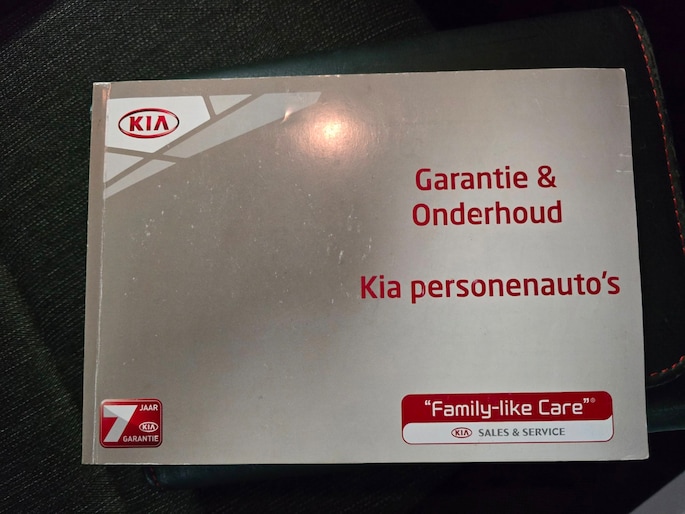 KIA
Garantie &
Onderhoud
Kia personenauto's
7 JAAR
KIA
GARANTIE
"Family-like Care"®
KIA SALES & SERVICE